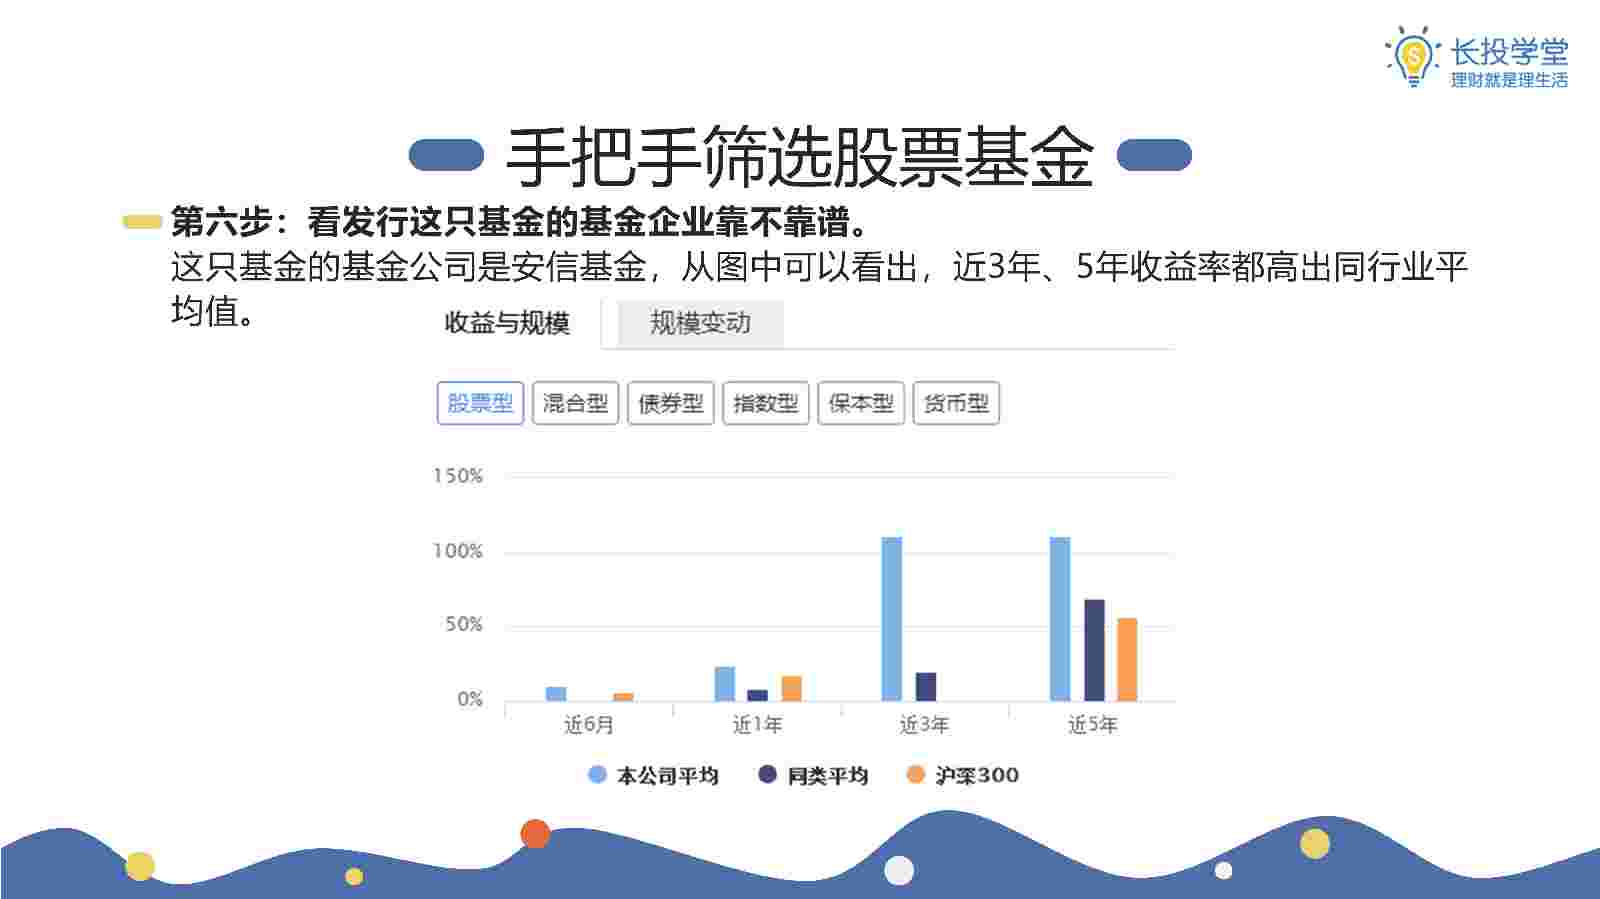 长投学堂
理财就是理生活
手把手筛选股票基金
第六步：看发行这只基金的基金企业靠不靠谱。
这只基金的基金公司是安信基金，从图中可以看出，近3年、5年收益率都高出同行业平
均值。
收益与规模 规模变动
股票型 混合型 债券型 指数型 保本型 货币型
150%
100%
50%
0%
近6月 近1年 近3年 近5年
本公司平均 同类平均 沪深300